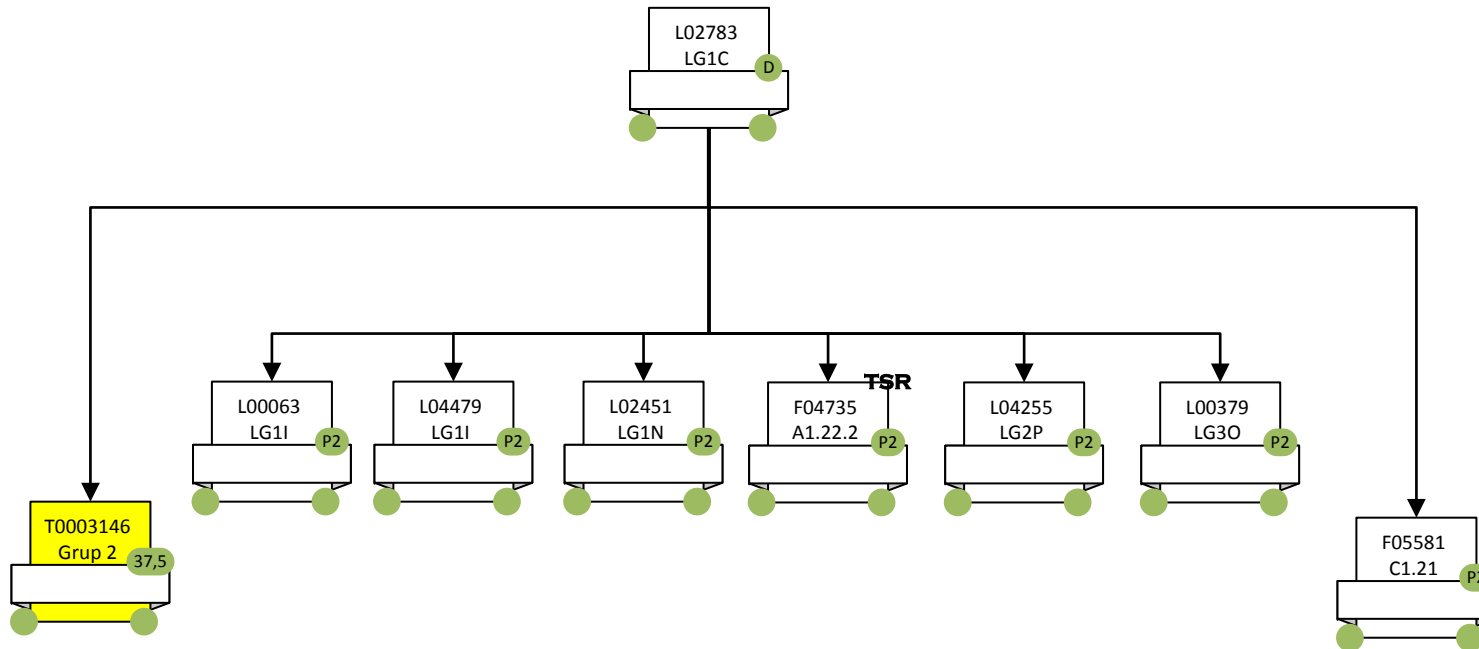 L02783
LG1C
D
L00063
LG1I
P2
L04479
LG1I
P2
L02451
LG1N
P2
TSR
F04735
A1.22.2
P2
L04255
LG2P
P2
L00379
LG3O
P2
T0003146
Grup 2
37,5
F05581
C1.21
P2